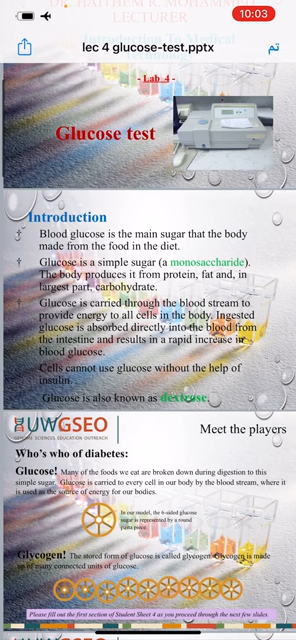 DR. HAITHEM R. MOHAMMED
LECTURER
10:03
Introduction To Medical
lec 4 glucose-test.pptx
تم
- Lab 4 -
Glucose test
Introduction
Blood glucose is the main sugar that the body
made from the food in the diet.
Glucose is a simple sugar (a monosaccharide).
The body produces it from protein, fat and, in
largest part, carbohydrate.
Glucose is carried through the blood stream to
provide energy to all cells in the body. Ingested
glucose is absorbed directly into the blood from
the intestine and results in a rapid increase in
blood glucose.
Cells cannot use glucose without the help of
insulin.
Glucose is also known as dextrose.
UWGSEO
GENOME SCIENCES EDUCATION OUTREACH
Meet the players
Who's who of diabetes:
Glucose! Many of the foods we eat are broken down during digestion to this
simple sugar. Glucose is carried to every cell in our body by the blood stream, where it
is used as the source of energy for our bodies.
In our model, the 6-sided glucose
sugar is represented by a round
pasta piece.
Glycogen! The stored form of glucose is called glycogen. Glycogen is made
up of many connected units of glucose.
Please fill out the first section of Student Sheet 4 as you proceed through the next few slides.